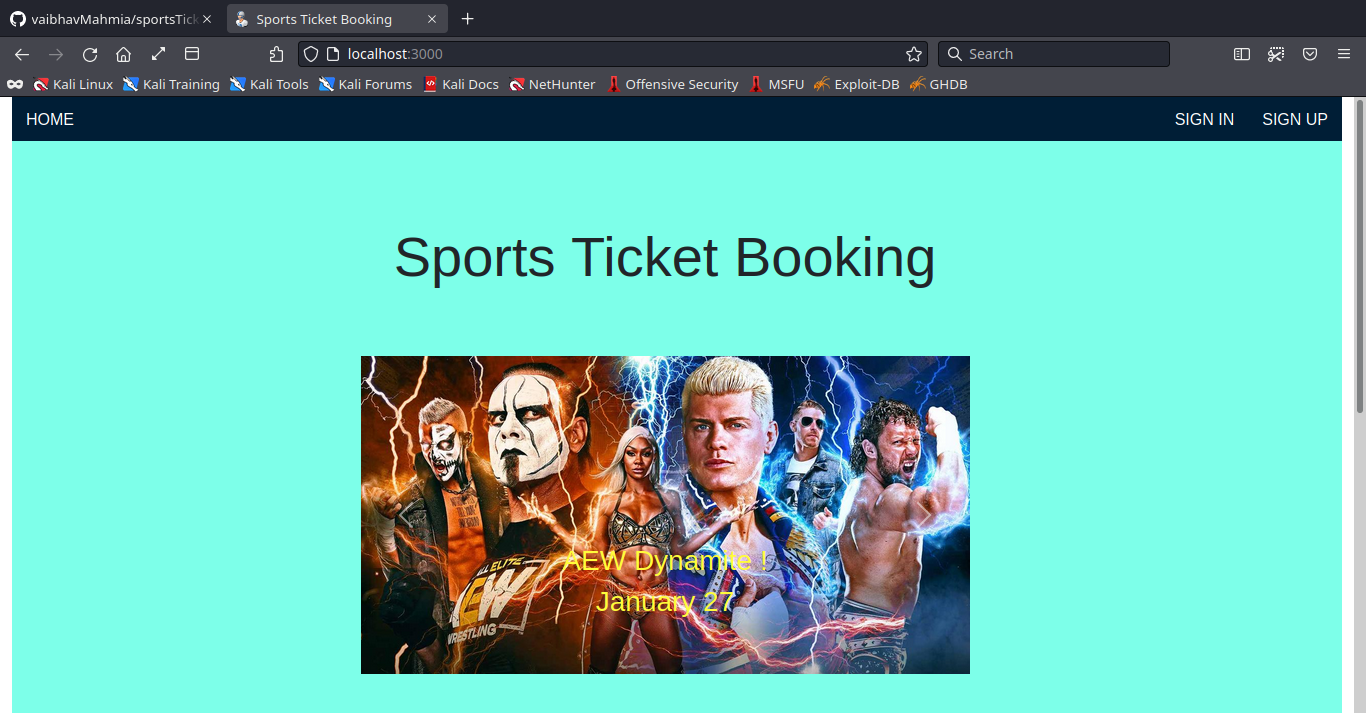 vaibhavMahmia/sportsTick
Sports Ticket Booking
localhost:3000
Search
Kali Linux Kali Training Kali Tools Kali Forums Kali Docs NetHunter Offensive Security MSFU Exploit-DB GHDB
HOME SIGN IN SIGN UP
Sports Ticket Booking
AEW Dynamite !
January 27
ALL ELITE
EW
WRESTLING